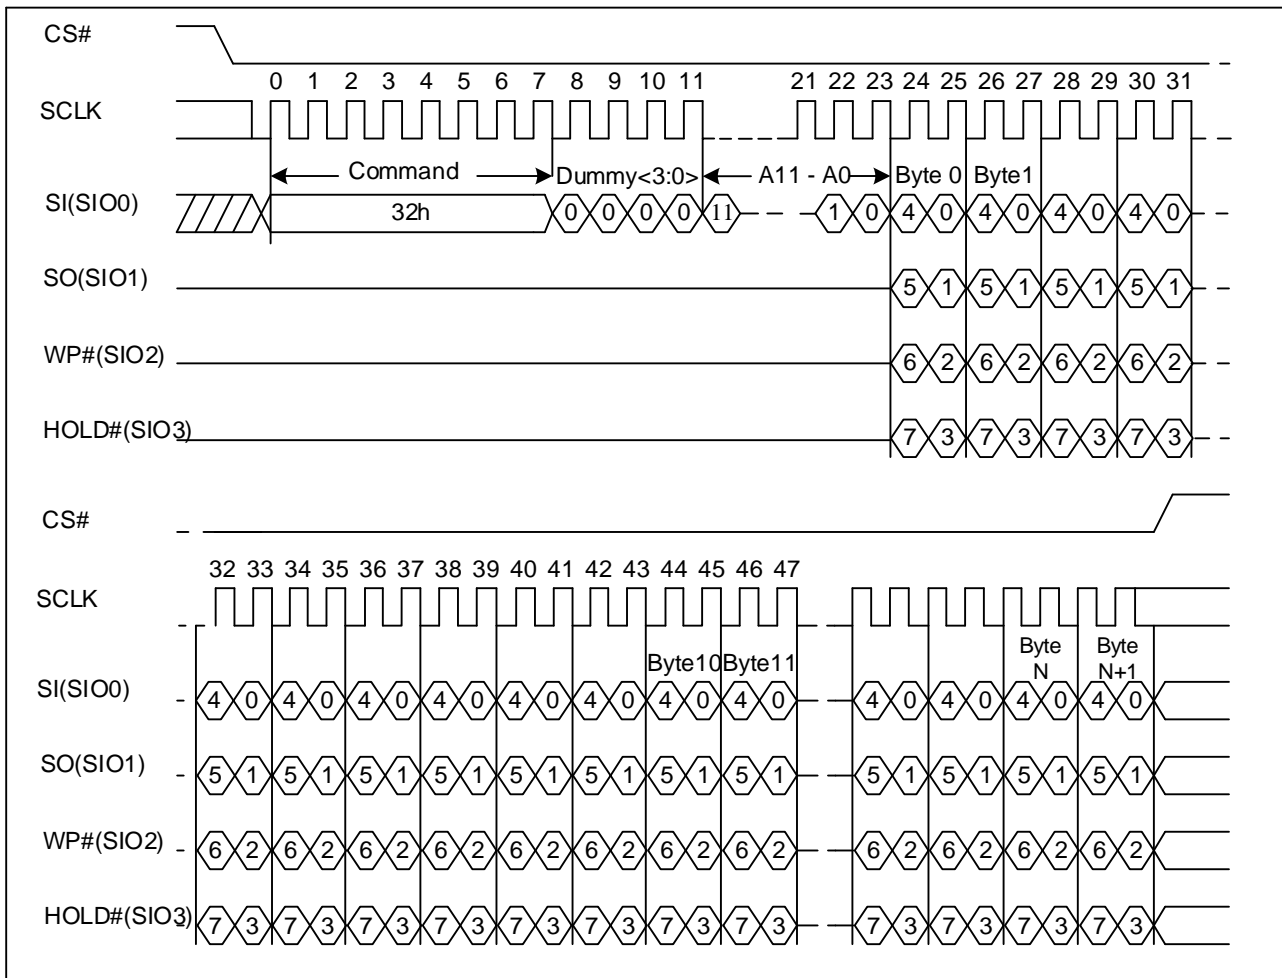 CS#
0 1 2 3 4 5 6 7 8 9 10 11 21 22 23 24 25 26 27 28 29 30 31
SCLK
Command Dummy<3:0> A11 - A0 Byte 0 Byte1
SI(SIO0) 32h 0 0 0 0 11 1 0 4 0 4 0 4 0 4 0
SO(SIO1) 5 1 5 1 5 1 5 1
WP#(SIO2) 6 2 6 2 6 2 6 2
HOLD#(SIO3) 7 3 7 3 7 3 7 3
CS#
32 33 34 35 36 37 38 39 40 41 42 43 44 45 46 47
SCLK
Byte10 Byte11 Byte N Byte N+1
SI(SIO0) 4 0 4 0 4 0 4 0 4 0 4 0 4 0 4 0 4 0 4 0 4 0 4 0
SO(SIO1) 5 1 5 1 5 1 5 1 5 1 5 1 5 1 5 1 5 1 5 1 5 1 5 1
WP#(SIO2) 6 2 6 2 6 2 6 2 6 2 6 2 6 2 6 2 6 2 6 2 6 2 6 2
HOLD#(SIO3) 7 3 7 3 7 3 7 3 7 3 7 3 7 3 7 3 7 3 7 3 7 3 7 3